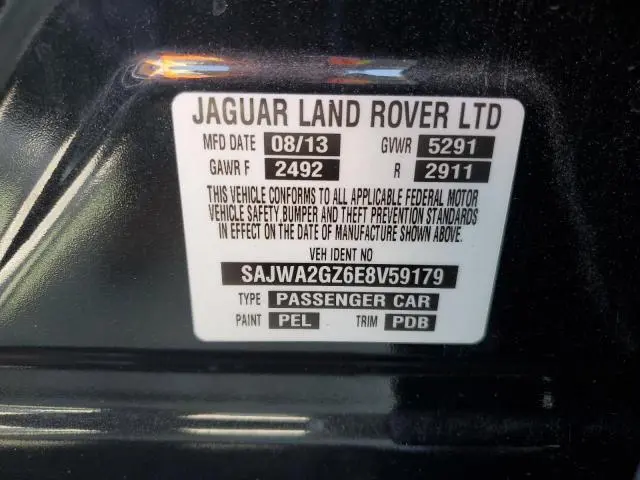 JAGUAR LAND ROVER LTD
MFD DATE 08/13 GVWR 5291
GAWR F 2492 R 2911
THIS VEHICLE CONFORMS TO ALL APPLICABLE FEDERAL MOTOR
VEHICLE SAFETY,BUMPER AND THEFT PREVENTION STANDARDS
IN EFFECT ON THE DATE OF MANUFACTURE SHOWN ABOVE.
VEH IDENT NO
SAJWA2GZ6E8V59179
TYPE PASSENGER CAR
PAINT PEL TRIM PDB